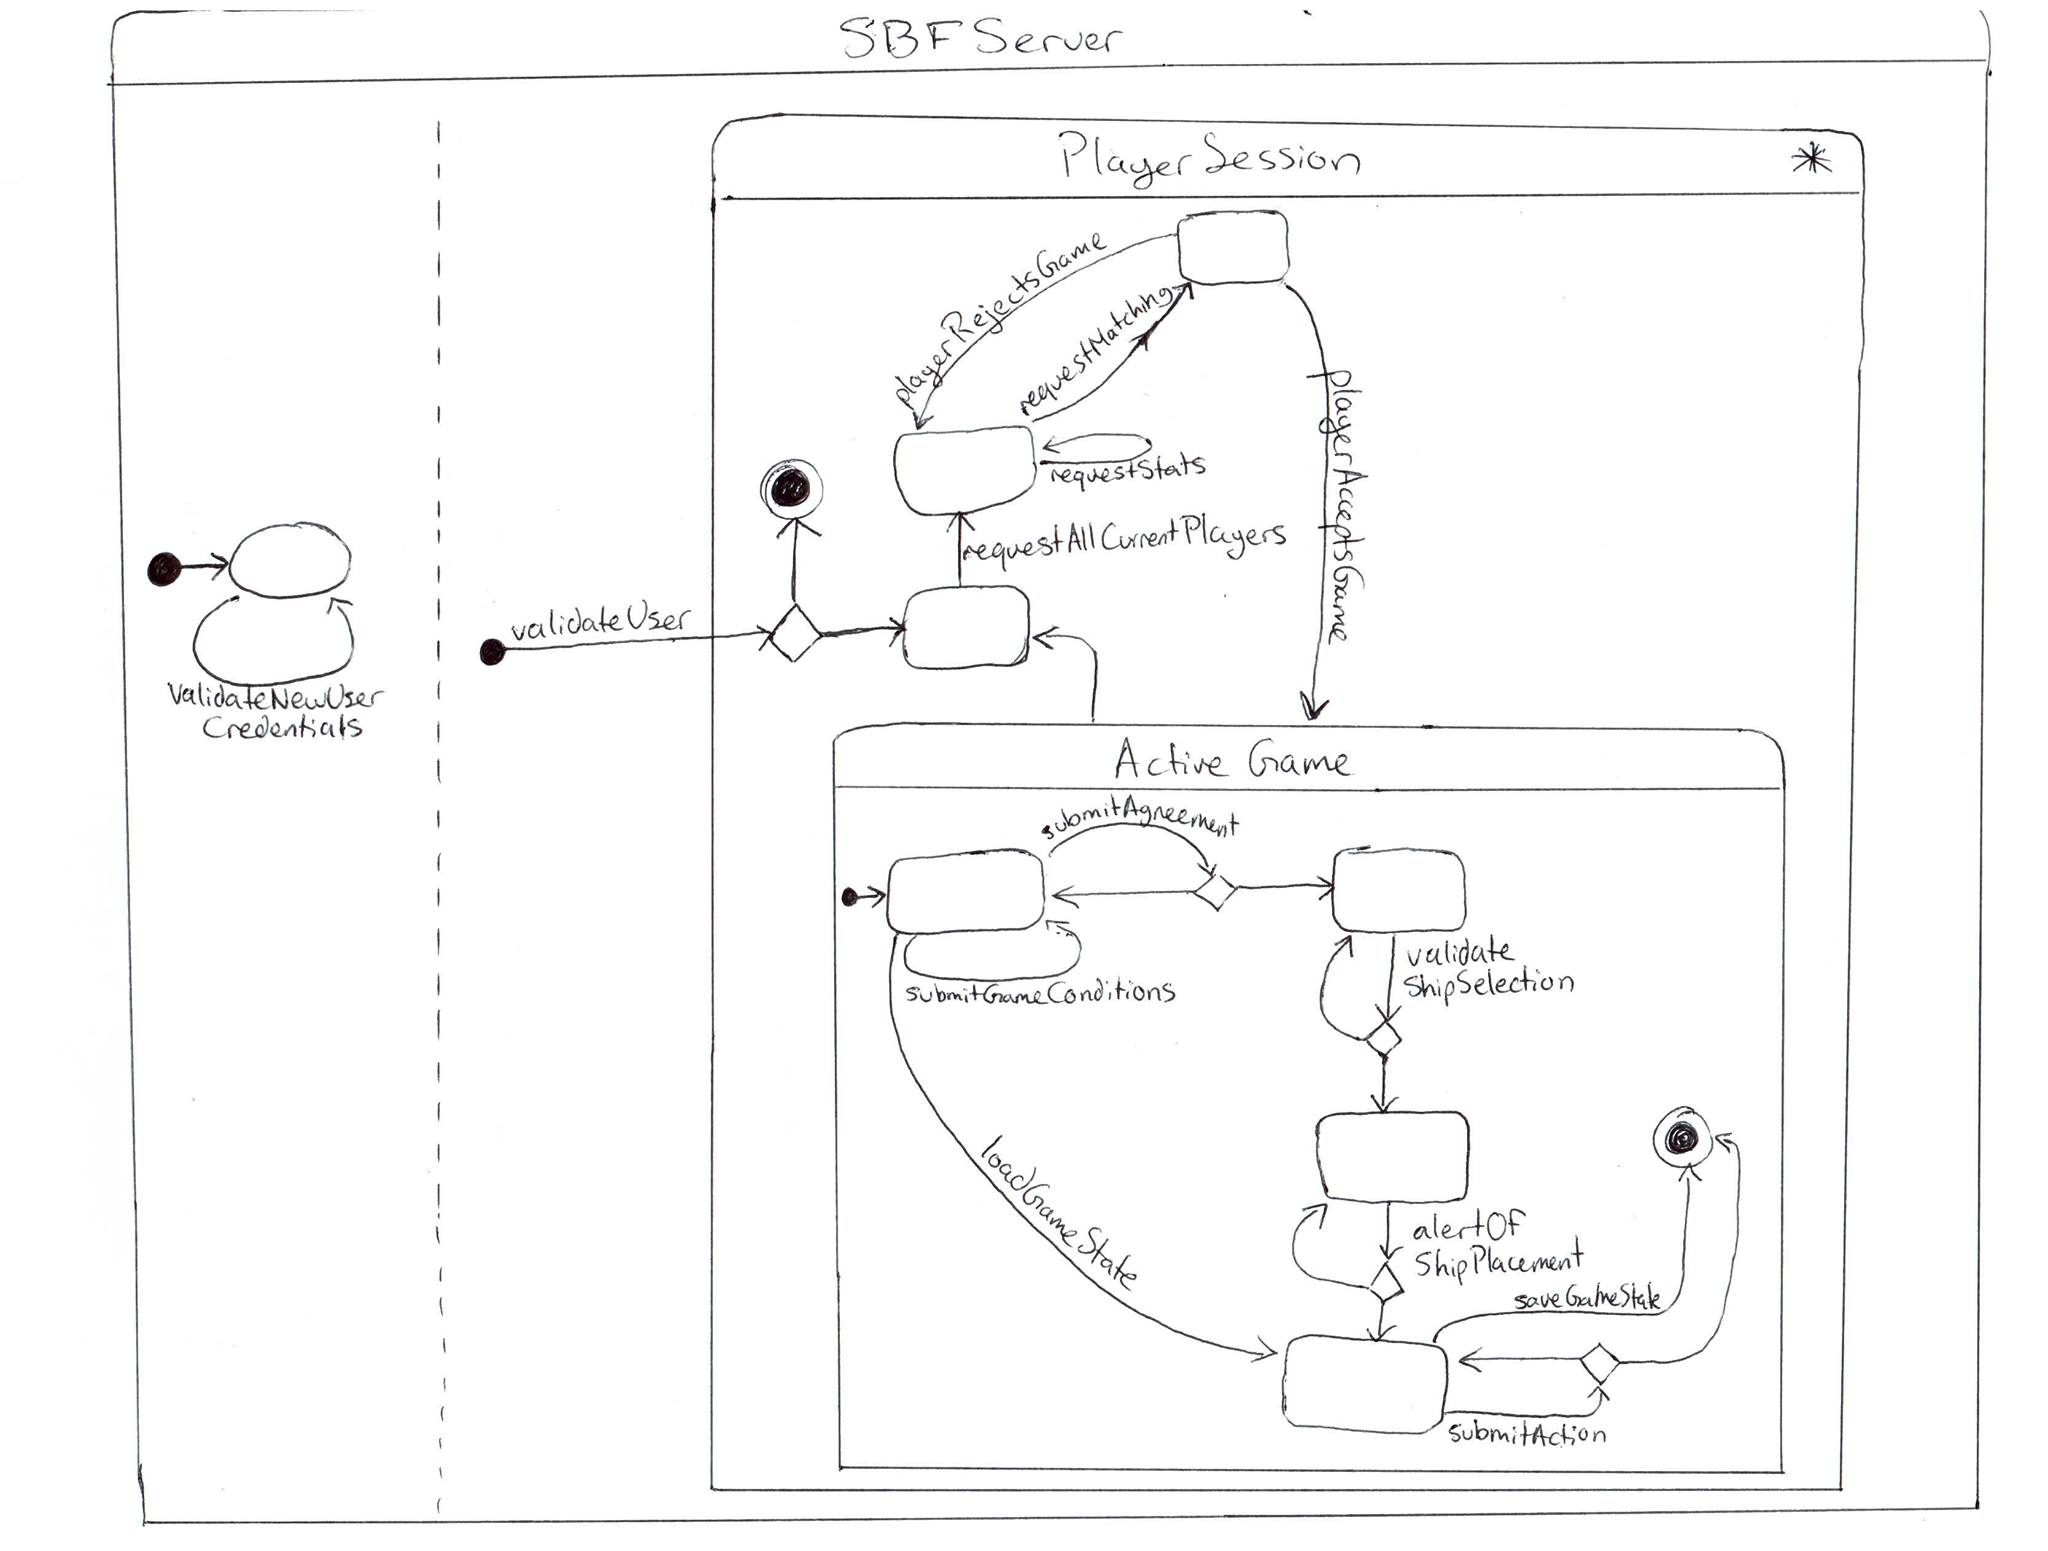 SBF Server
Player Session
*
playerRejectsGame
requestMatching
playerAcceptsGame
requestStats
requestAllCurrentPlayers
validateUser
ValidateNewUser
Credentials
Active Game
submitAgreement
submitGameConditions
validate
ShipSelection
loadGameState
alertOf
ShipPlacement
saveGameState
submitAction